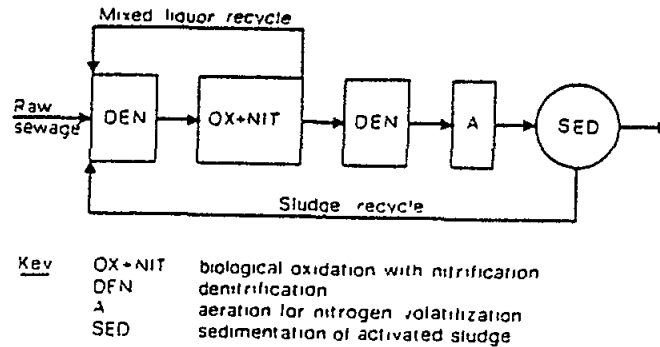 Mixed liquor recycle
Raw
sewage
DEN
OX+NIT
DEN
A
SED
Sludge recycle
Key
OX+NIT biological oxidation with nitrification
DEN denitrification
A aeration for nitrogen volatilization
SED sedimentation of activated sludge